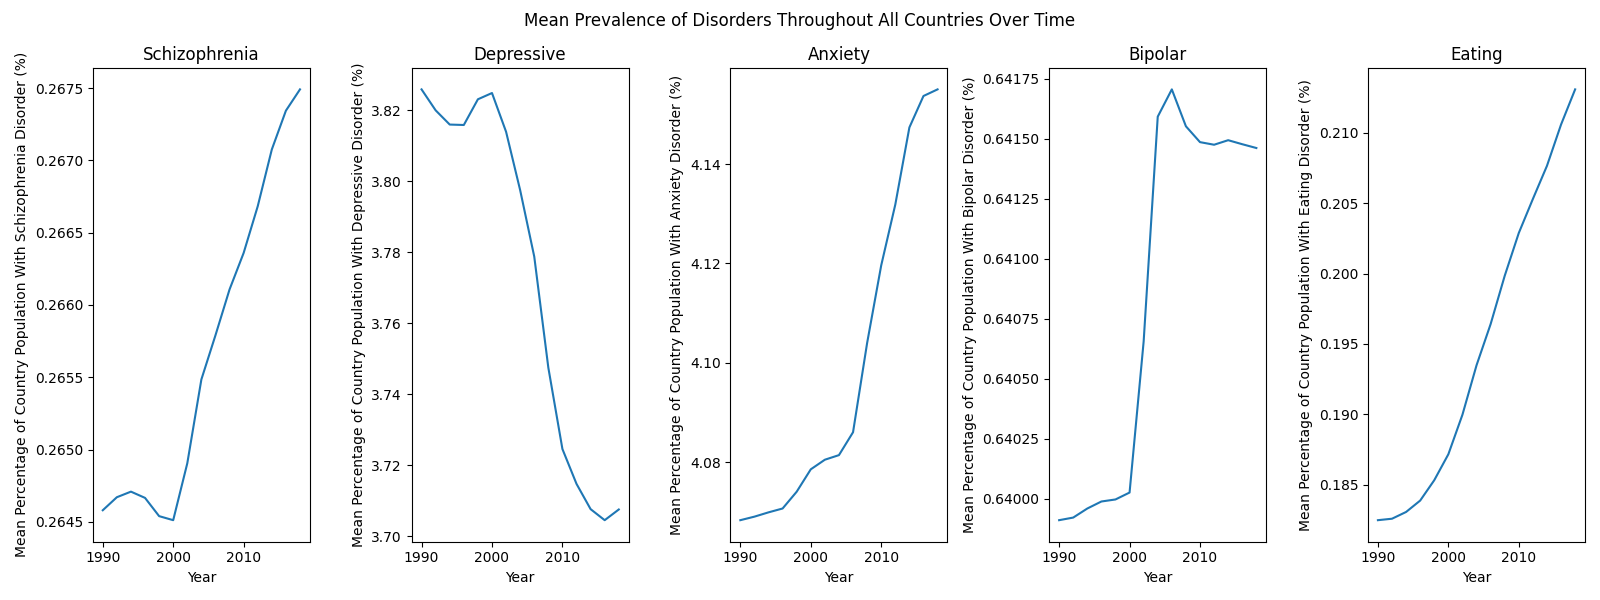 Mean Prevalence of Disorders Throughout All Countries Over Time
Schizophrenia
Mean Percentage of Country Population With Schizophrenia Disorder (%)
0.2675
0.2670
0.2665
0.2660
0.2655
0.2650
0.2645
1990 2000 2010
Year
Depressive
Mean Percentage of Country Population With Depressive Disorder (%)
3.82
3.80
3.78
3.76
3.74
3.72
3.70
1990 2000 2010
Year
Anxiety
Mean Percentage of Country Population With Anxiety Disorder (%)
4.14
4.12
4.10
4.08
1990 2000 2010
Year
Bipolar
Mean Percentage of Country Population With Bipolar Disorder (%)
0.64175
0.64150
0.64125
0.64100
0.64075
0.64050
0.64025
0.64000
1990 2000 2010
Year
Eating
Mean Percentage of Country Population With Eating Disorder (%)
0.210
0.205
0.200
0.195
0.190
0.185
1990 2000 2010
Year